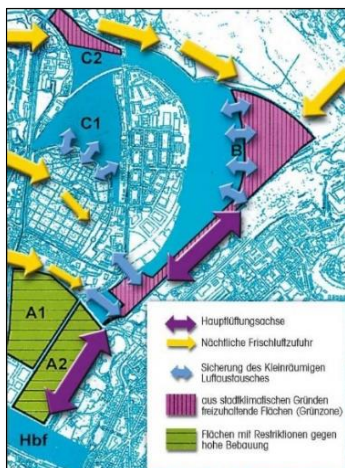 C2
C1
B
A1
A2
Hbf
Hauptlüftungsachse
Nächtliche Frischluftzufuhr
Sicherung des Kleinräumigen
Luftaustausches
aus stadtklimatischen Gründen
freizuhaltende Flächen (Grünzone)
Flächen mit Restriktionen gegen
hohe Bebauung